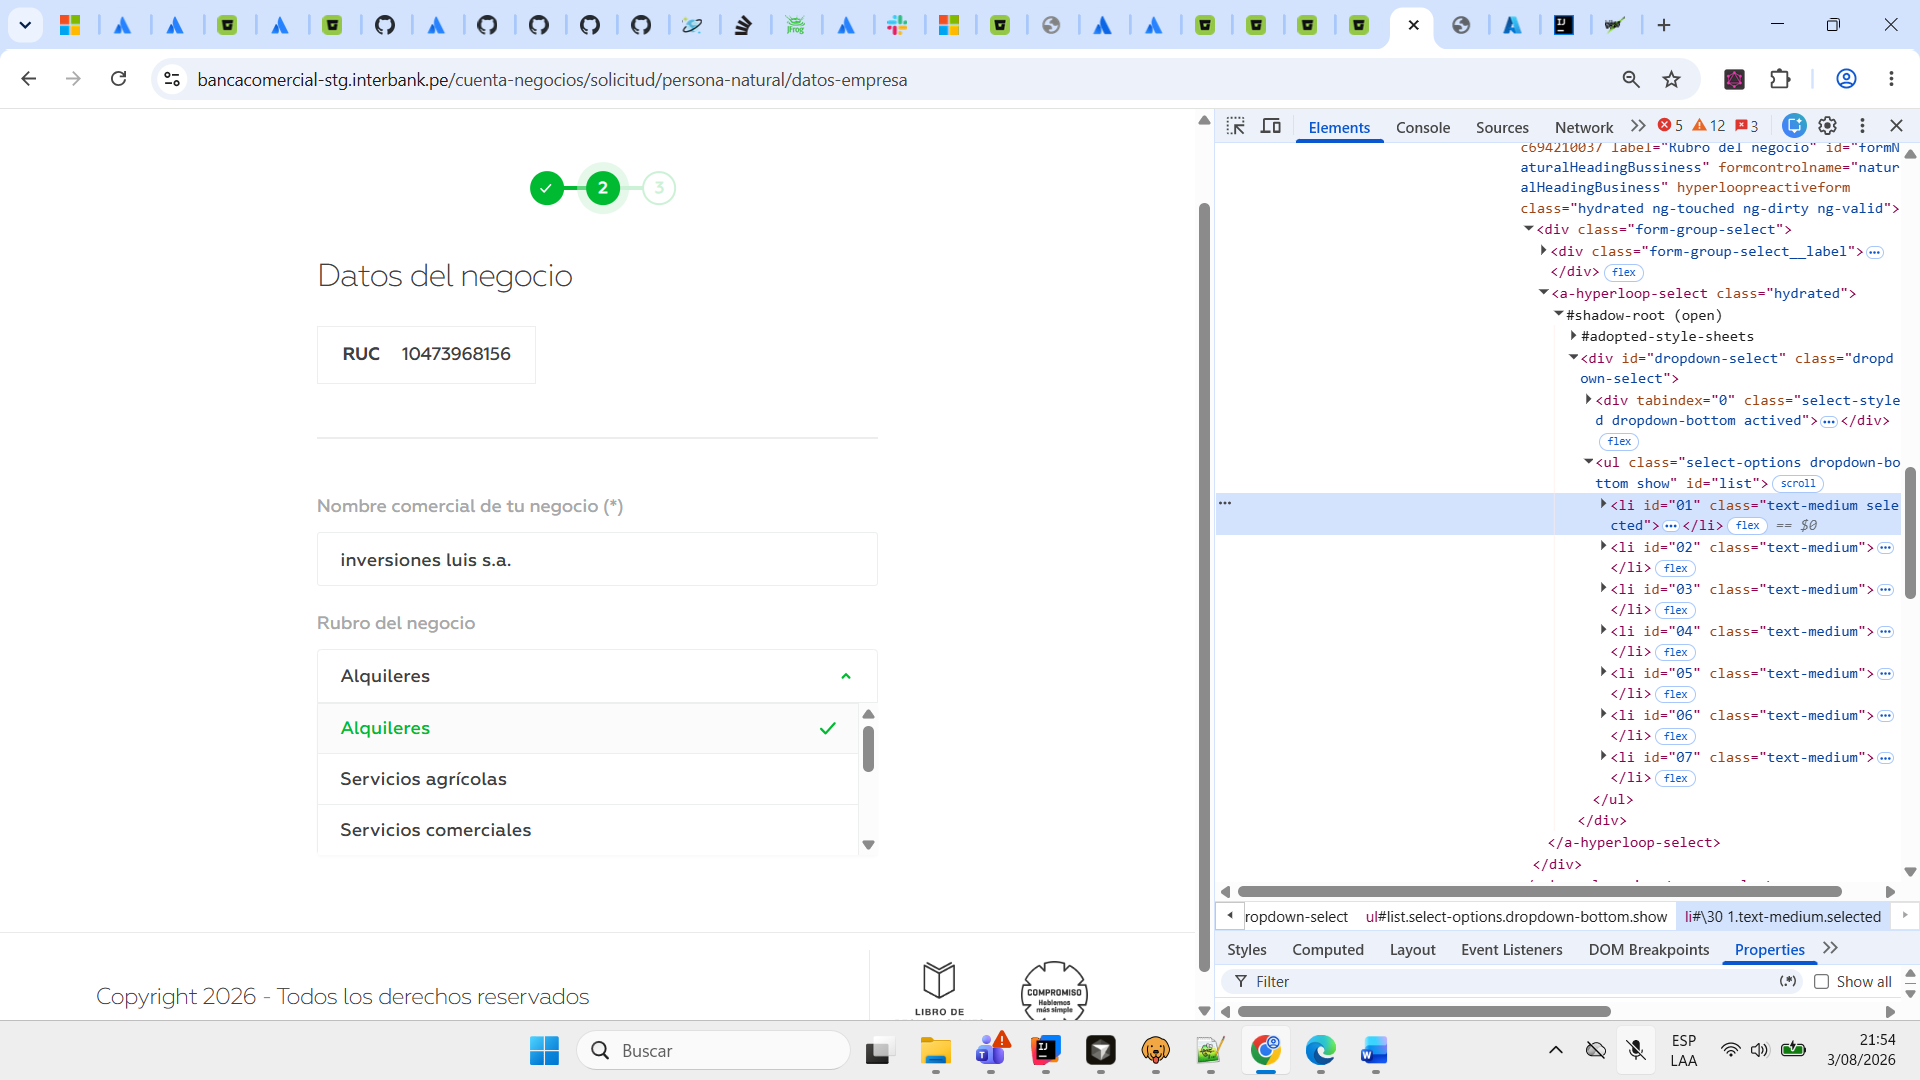 bancacomercial-stg.interbank.pe/cuenta-negocios/solicitud/persona-natural/datos-empresa
2
3
Datos del negocio
RUC 10473968156
Nombre comercial de tu negocio (*)
inversiones luis s.a.
Rubro del negocio
Alquileres
Alquileres
Servicios agrícolas
Servicios comerciales
Copyright 2026 - Todos los derechos reservados
LIBRO DE
COMPROMISO
Hablemos
más simple
Elements Console Sources Network 5 12 3
c694210037 label="Rubro del negocio" id="formN
aturalHeadingBussiness" formcontrolname="natur
alHeadingBusiness" hyperloopreactiveform
class="hydrated ng-touched ng-dirty ng-valid">
<div class="form-group-select">
<div class="form-group-select__label">
</div> flex
<a-hyperloop-select class="hydrated">
#shadow-root (open)
#adopted-style-sheets
<div id="dropdown-select" class="dropd
own-select">
<div tabindex="0" class="select-style
d dropdown-bottom actived">…</div>
flex
<ul class="select-options dropdown-bo
ttom show" id="list"> scroll
<li id="01" class="text-medium sele
cted">…</li> flex == $0
<li id="02" class="text-medium">…
</li> flex
<li id="03" class="text-medium">…
</li> flex
<li id="04" class="text-medium">…
</li> flex
<li id="05" class="text-medium">…
</li> flex
<li id="06" class="text-medium">…
</li> flex
<li id="07" class="text-medium">…
</li> flex
</ul>
</div>
</a-hyperloop-select>
</div>
ropdown-select ul#list.select-options.dropdown-bottom.show li#\30 1.text-medium.selected
Styles Computed Layout Event Listeners DOM Breakpoints Properties
Filter (.*) Show all
Buscar
ESP
LAA
21:54
3/08/2026